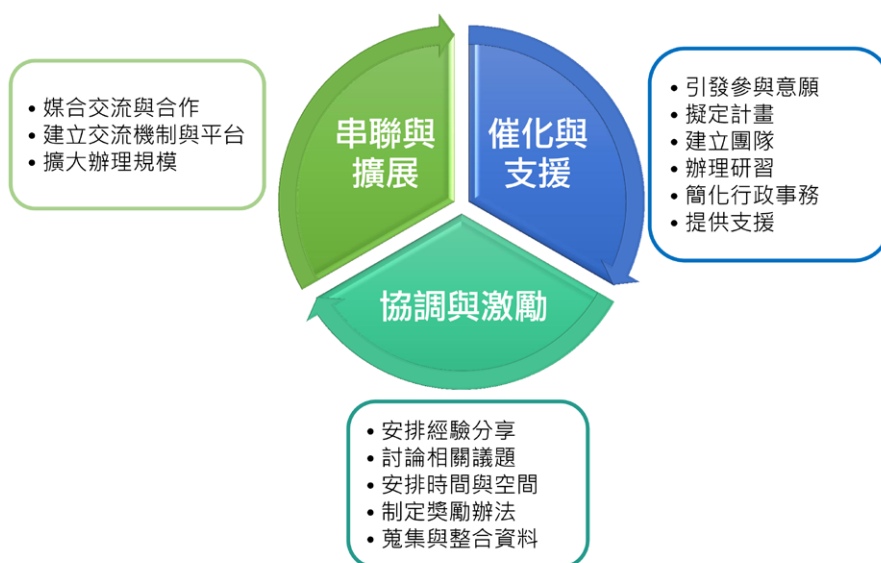 串聯與
擴展
• 媒合交流與合作
• 建立交流機制與平台
• 擴大辦理規模
催化與
支援
• 引發參與意願
• 擬定計畫
• 建立團隊
• 辦理研習
• 簡化行政事務
• 提供支援
協調與激勵
• 安排經驗分享
• 討論相關議題
• 安排時間與空間
• 制定獎勵辦法
• 蒐集與整合資料